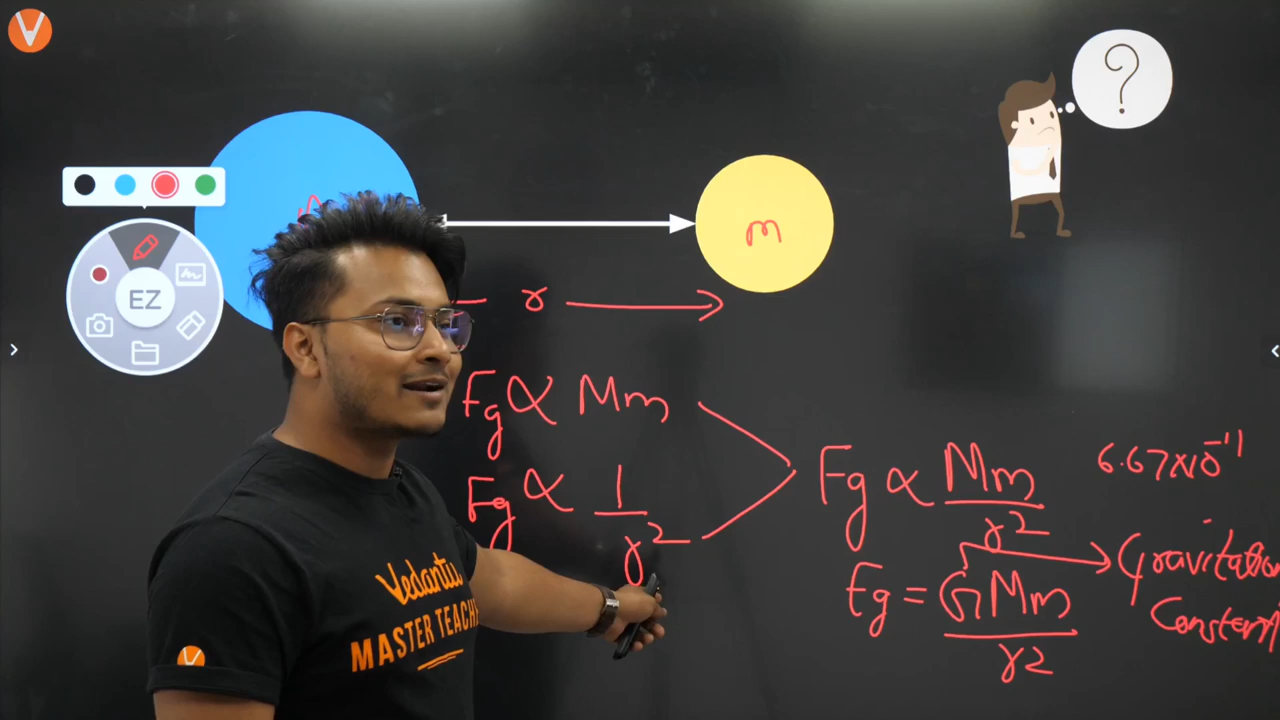 V
?
EZ
m
r
Fg ∝ Mm
Fg ∝ 1/r²
Fg ∝ Mm/r²
6.67×10⁻¹¹
Fg = GMm/r²
Gravitation
Constant
Vedantu
MASTER TEACHE